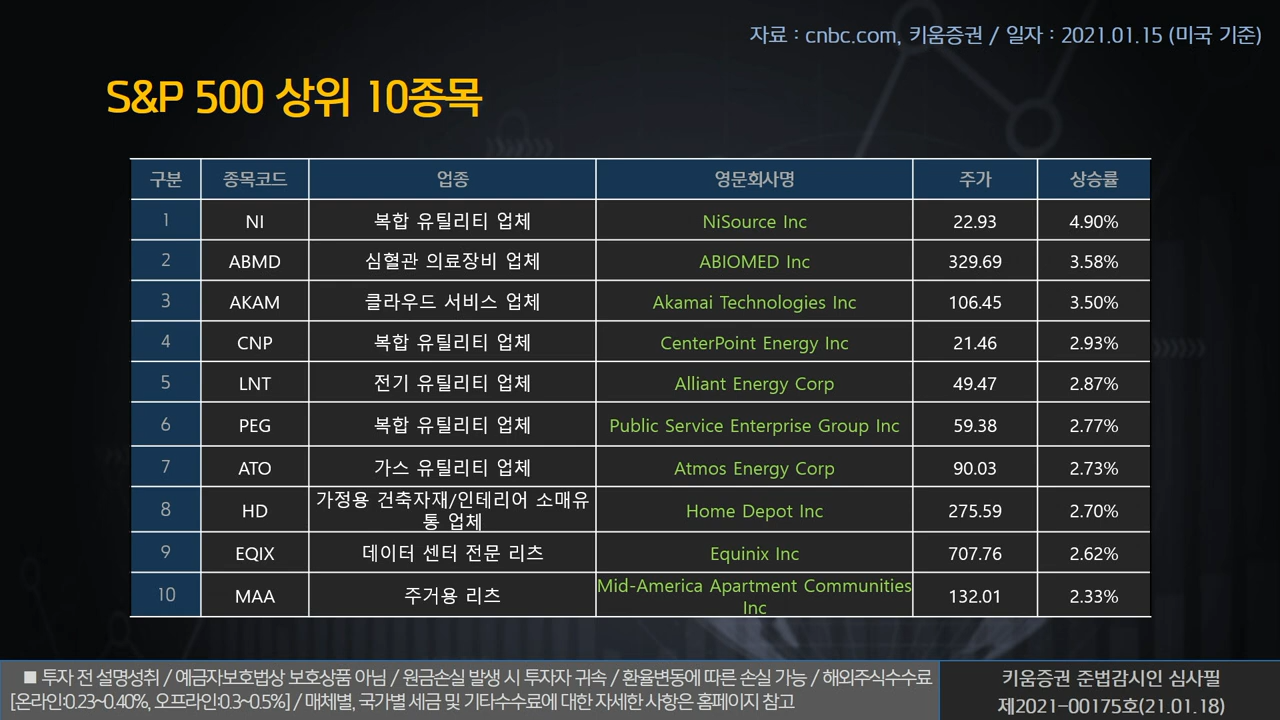 자료 : cnbc.com, 키움증권 / 일자 : 2021.01.15 (미국 기준)
S&P 500 상위 10종목
구분 종목코드 업종 영문회사명 주가 상승률
1 NI 복합 유틸리티 업체 NiSource Inc 22.93 4.90%
2 ABMD 심혈관 의료장비 업체 ABIOMED Inc 329.69 3.58%
3 AKAM 클라우드 서비스 업체 Akamai Technologies Inc 106.45 3.50%
4 CNP 복합 유틸리티 업체 CenterPoint Energy Inc 21.46 2.93%
5 LNT 전기 유틸리티 업체 Alliant Energy Corp 49.47 2.87%
6 PEG 복합 유틸리티 업체 Public Service Enterprise Group Inc 59.38 2.77%
7 ATO 가스 유틸리티 업체 Atmos Energy Corp 90.03 2.73%
8 HD 가정용 건축자재/인테리어 소매유
통 업체 Home Depot Inc 275.59 2.70%
9 EQIX 데이터 센터 전문 리츠 Equinix Inc 707.76 2.62%
10 MAA 주거용 리츠 Mid-America Apartment Communities
Inc 132.01 2.33%
■ 투자 전 설명성취 / 예금자보호법상 보호상품 아님 / 원금손실 발생 시 투자자 귀속 / 환율변동에 따른 손실 가능 / 해외주식수수료
[온라인:0.23~0.40%, 오프라인:0.3~0.5%] / 매체별, 국가별 세금 및 기타수수료에 대한 자세한 사항은 홈페이지 참고
키움증권 준법감시인 심사필
제2021-00175호(21.01.18)